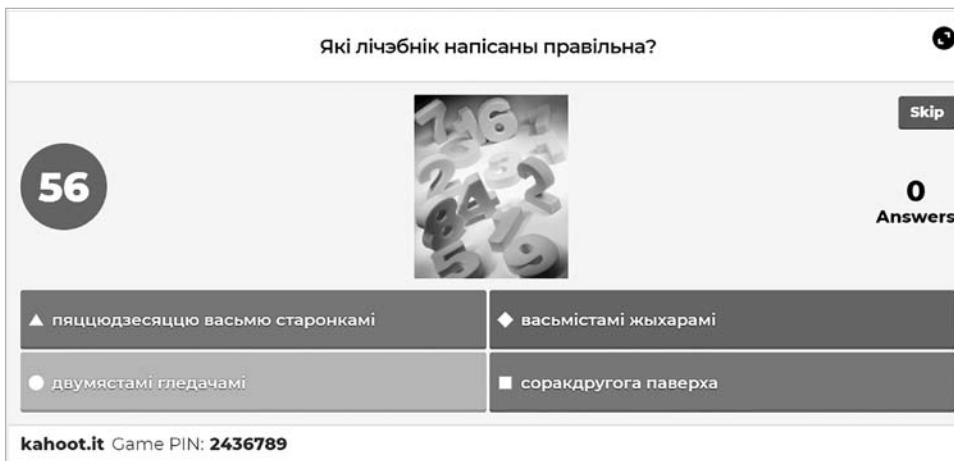 Які лічэбнік напісаны правільна?
Skip
56
0
Answers
пяццюдзесяццю васьмю старонкамі
васьмістамі жыхарамі
двумястамі гледачамі
соракдругога паверха
kahoot.it Game PIN: 2436789